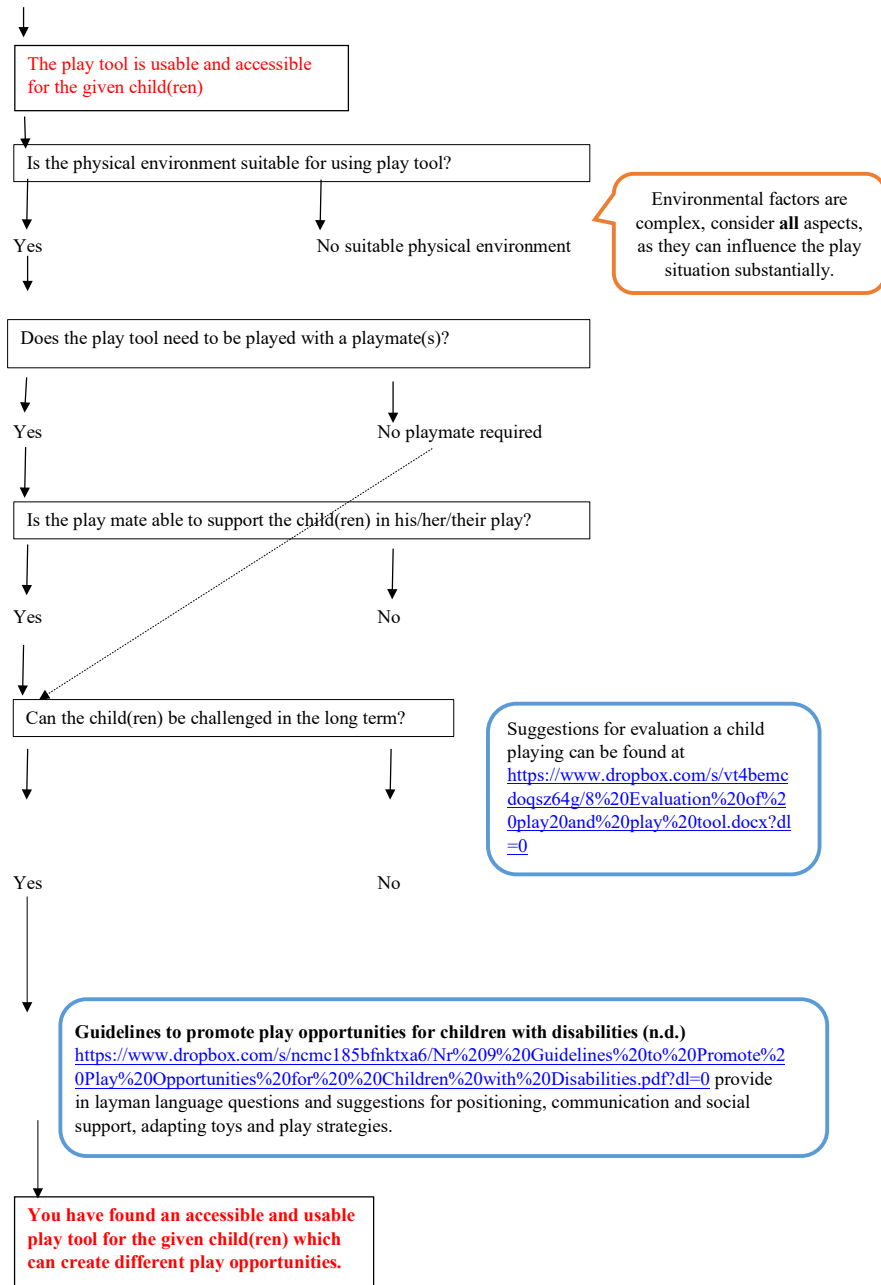 The play tool is usable and accessible
for the given child(ren)
Is the physical environment suitable for using play tool?
Environmental factors are
complex, consider all aspects,
as they can influence the play
situation substantially.
Yes
No suitable physical environment
Does the play tool need to be played with a playmate(s)?
Yes
No playmate required
Is the play mate able to support the child(ren) in his/her/their play?
Yes
No
Can the child(ren) be challenged in the long term?
Suggestions for evaluation a child
playing can be found at
https://www.dropbox.com/s/vt4bemc
doqsz64g/8%20Evaluation%20of%2
0play20and%20play%20tool.docx?dl
=0
Yes
No
Guidelines to promote play opportunities for children with disabilities (n.d.)
https://www.dropbox.com/s/ncmc185bfnktxa6/Nr%209%20Guidelines%20to%20Promote%2
0Play%20Opportunities%20for%20%20Children%20with%20Disabilities.pdf?dl=0 provide
in layman language questions and suggestions for positioning, communication and social
support, adapting toys and play strategies.
You have found an accessible and usable
play tool for the given child(ren) which
can create different play opportunities.